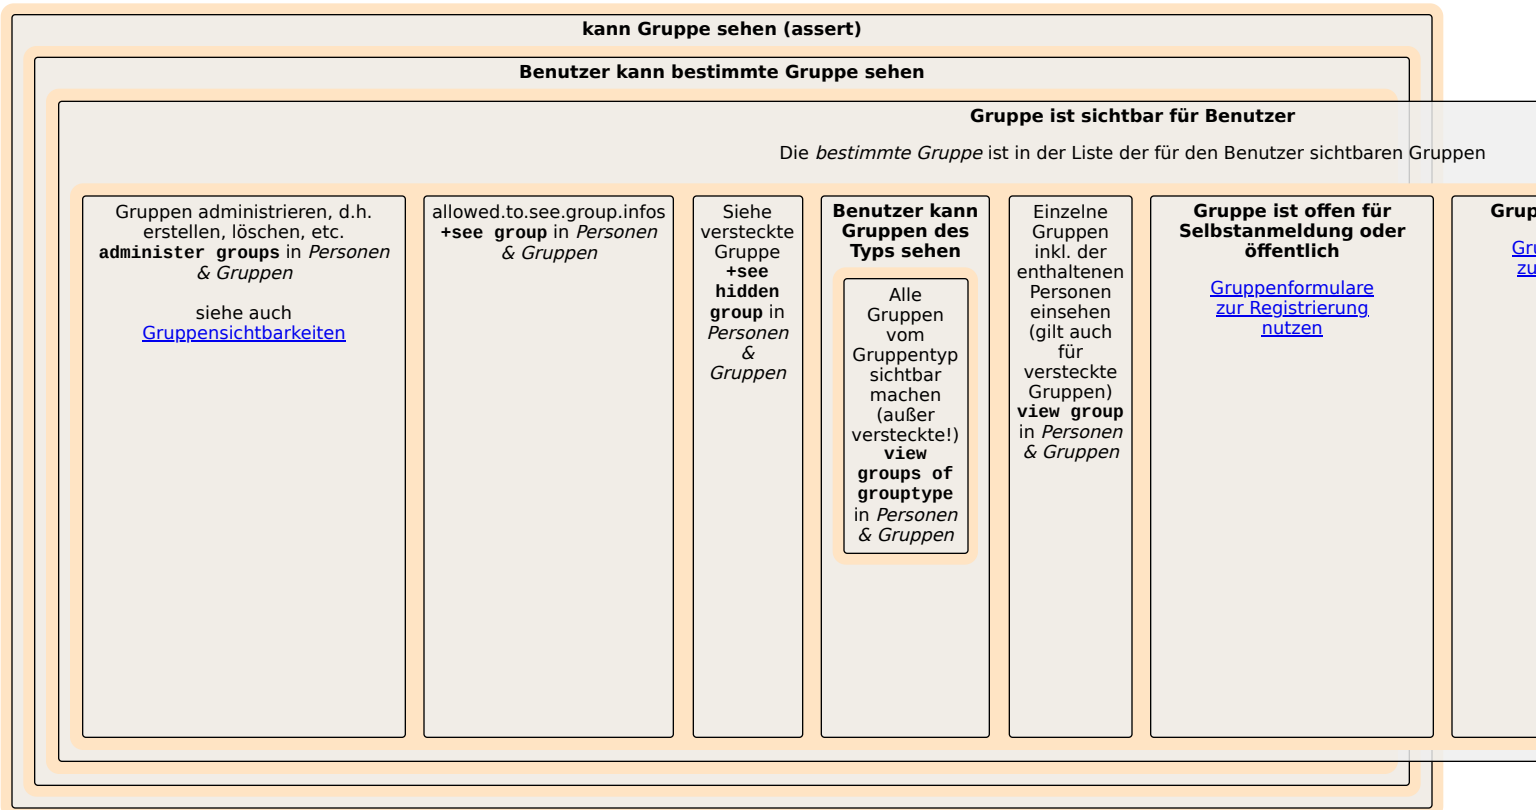 kann Gruppe sehen (assert)
Benutzer kann bestimmte Gruppe sehen
Gruppe ist sichtbar für Benutzer
Die bestimmte Gruppe ist in der Liste der für den Benutzer sichtbaren Gruppen
Gruppen administrieren, d.h.
erstellen, löschen, etc.
administer groups in Personen
& Gruppen
siehe auch
Gruppensichtbarkeiten
allowed.to.see.group.infos
+see group in Personen
& Gruppen
Siehe
versteckte
Gruppe
+see
hidden
group in
Personen
&
Gruppen
Benutzer kann
Gruppen des
Typs sehen
Alle
Gruppen
vom
Gruppentyp
sichtbar
machen
(außer
versteckte!)
view
groups of
grouptype
in Personen
& Gruppen
Einzelne
Gruppen
inkl. der
enthaltenen
Personen
einsehen
(gilt auch
für
versteckte
Gruppen)
view group
in Personen
& Gruppen
Gruppe ist offen für
Selbstanmeldung oder
öffentlich
Gruppenformulare
zur Registrierung
nutzen
Grup
Gru
zu